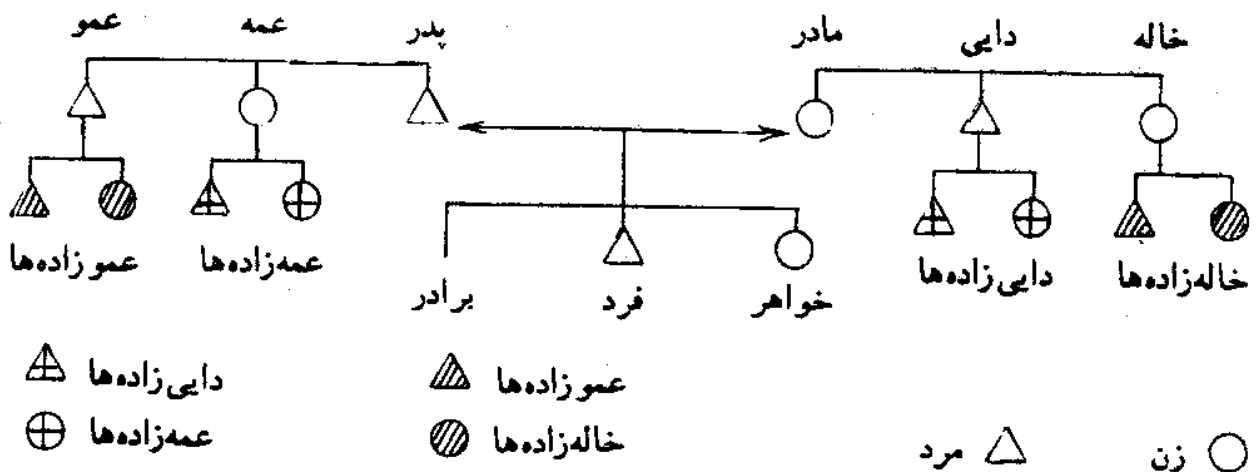 خاله دایی مادر پدر عمه عمو
خاله‌زاده‌ها دایی‌زاده‌ها عمه‌زاده‌ها عموزاده‌ها
خواهر فرد برادر
عموزاده‌ها دایی‌زاده‌ها
زن مرد خاله‌زاده‌ها عمه‌زاده‌ها